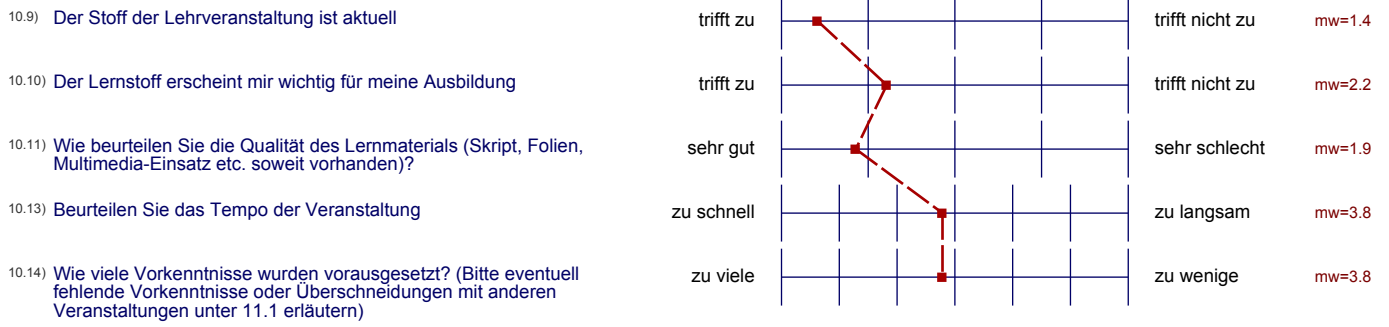 10.9) Der Stoff der Lehrveranstaltung ist aktuell trifft zu trifft nicht zu mw=1.4
10.10) Der Lernstoff erscheint mir wichtig für meine Ausbildung trifft zu trifft nicht zu mw=2.2
10.11) Wie beurteilen Sie die Qualität des Lernmaterials (Skript, Folien,
Multimedia-Einsatz etc. soweit vorhanden)? sehr gut sehr schlecht mw=1.9
10.13) Beurteilen Sie das Tempo der Veranstaltung zu schnell zu langsam mw=3.8
10.14) Wie viele Vorkenntnisse wurden vorausgesetzt? (Bitte eventuell
fehlende Vorkenntnisse oder Überschneidungen mit anderen
Veranstaltungen unter 11.1 erläutern) zu viele zu wenige mw=3.8